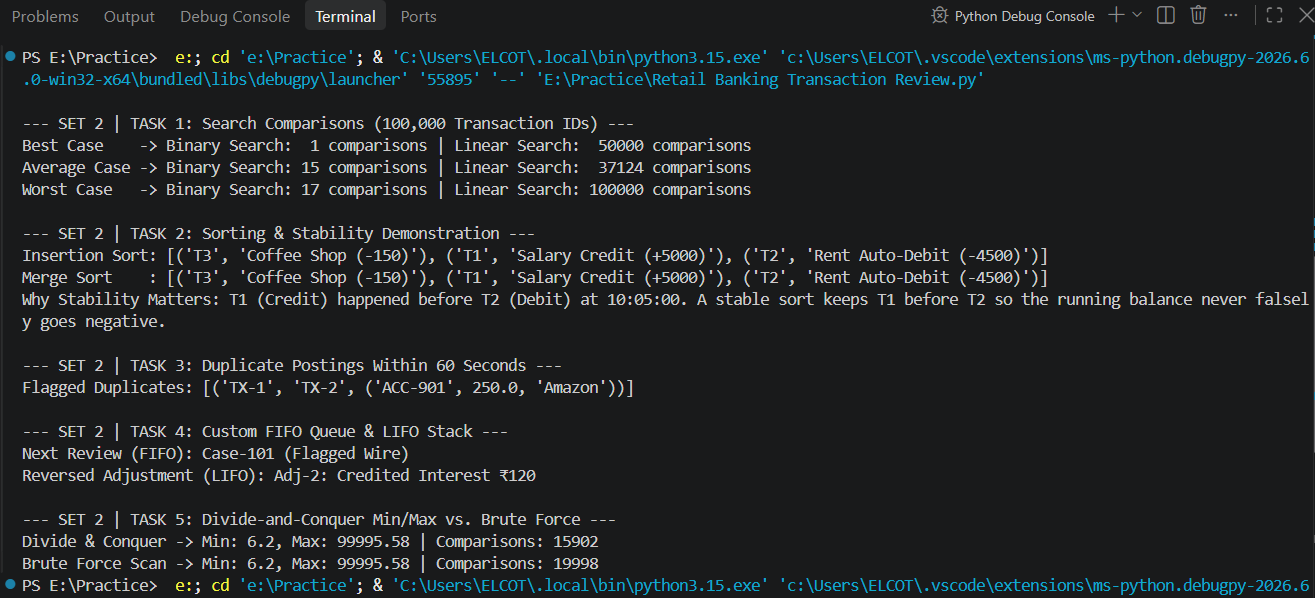 Problems Output Debug Console Terminal Ports Python Debug Console
PS E:\Practice>  e:; cd 'e:\Practice'; & 'C:\Users\ELCOT\.local\bin\python3.15.exe' 'c:\Users\ELCOT\.vscode\extensions\ms-python.debugpy-2026.6
.0-win32-x64\bundled\libs\debugpy\launcher' '55895' '--' 'E:\Practice\Retail Banking Transaction Review.py'
--- SET 2 | TASK 1: Search Comparisons (100,000 Transaction IDs) ---
Best Case    -> Binary Search:  1 comparisons | Linear Search:  50000 comparisons
Average Case -> Binary Search: 15 comparisons | Linear Search:  37124 comparisons
Worst Case   -> Binary Search: 17 comparisons | Linear Search: 100000 comparisons
--- SET 2 | TASK 2: Sorting & Stability Demonstration ---
Insertion Sort: [('T3', 'Coffee Shop (-150)'), ('T1', 'Salary Credit (+5000)'), ('T2', 'Rent Auto-Debit (-4500)')]
Merge Sort    : [('T3', 'Coffee Shop (-150)'), ('T1', 'Salary Credit (+5000)'), ('T2', 'Rent Auto-Debit (-4500)')]
Why Stability Matters: T1 (Credit) happened before T2 (Debit) at 10:05:00. A stable sort keeps T1 before T2 so the running balance never falsel
y goes negative.
--- SET 2 | TASK 3: Duplicate Postings Within 60 Seconds ---
Flagged Duplicates: [('TX-1', 'TX-2', ('ACC-901', 250.0, 'Amazon'))]
--- SET 2 | TASK 4: Custom FIFO Queue & LIFO Stack ---
Next Review (FIFO): Case-101 (Flagged Wire)
Reversed Adjustment (LIFO): Adj-2: Credited Interest ₹120
--- SET 2 | TASK 5: Divide-and-Conquer Min/Max vs. Brute Force ---
Divide & Conquer -> Min: 6.2, Max: 99995.58 | Comparisons: 15902
Brute Force Scan -> Min: 6.2, Max: 99995.58 | Comparisons: 19998
PS E:\Practice>  e:; cd 'e:\Practice'; & 'C:\Users\ELCOT\.local\bin\python3.15.exe' 'c:\Users\ELCOT\.vscode\extensions\ms-python.debugpy-2026.6